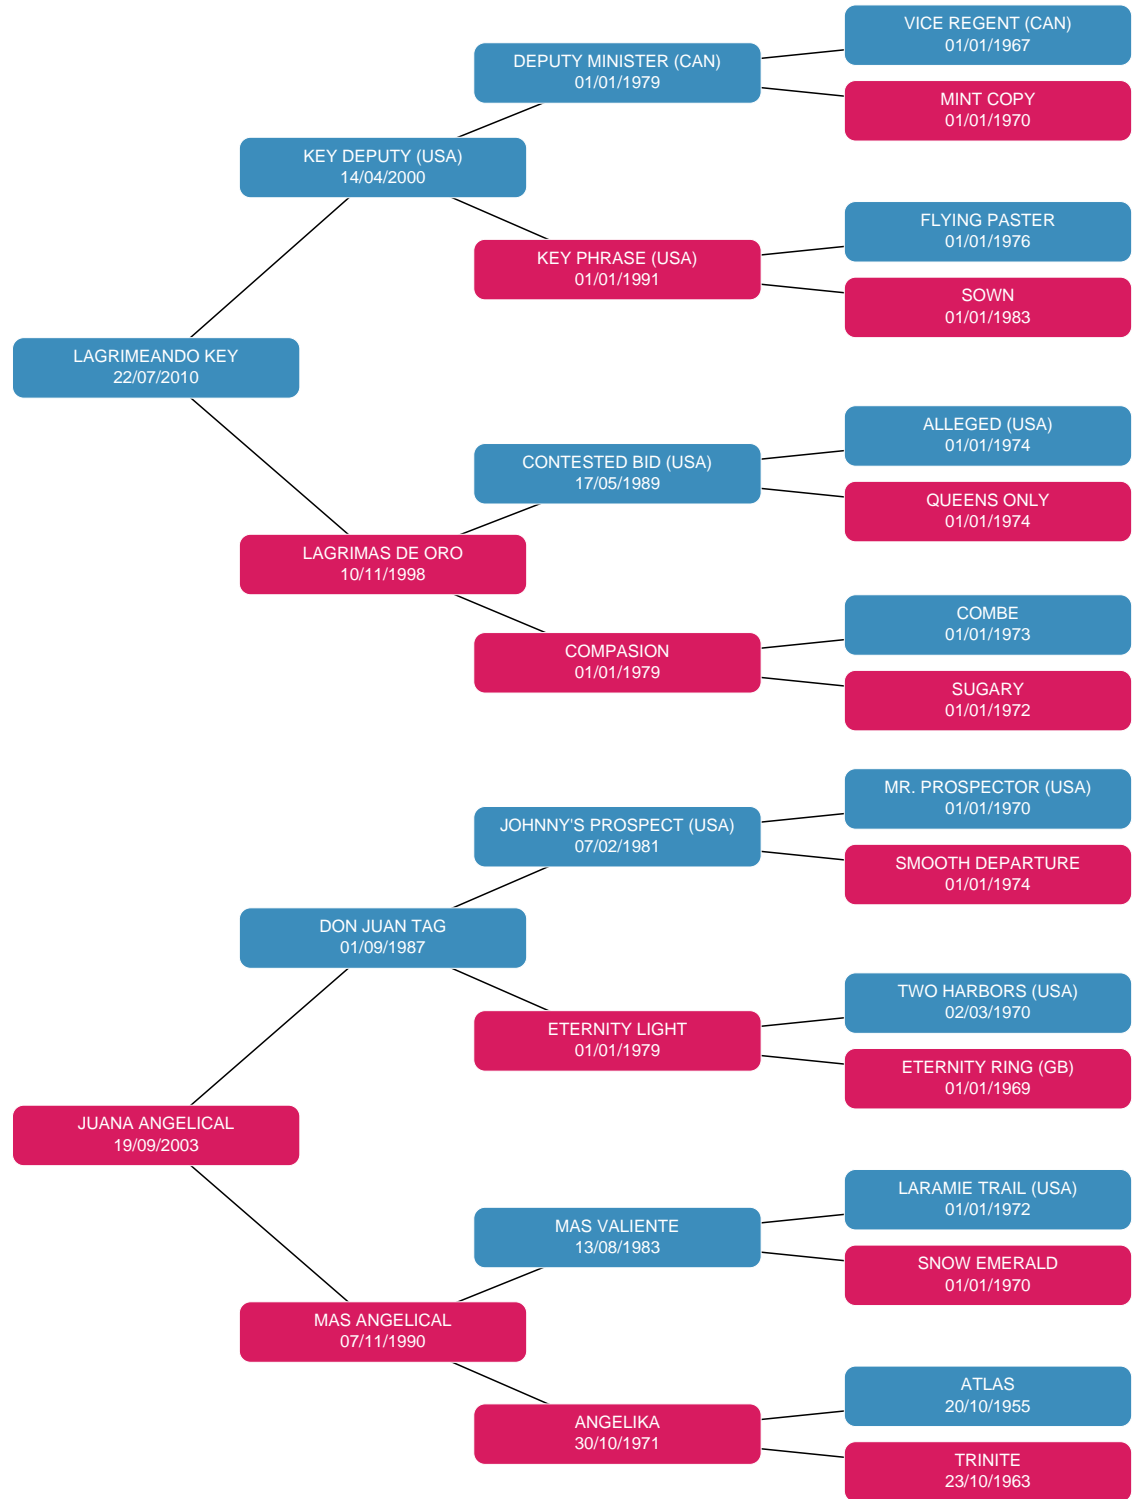 VICE REGENT (CAN)
01/01/1967
DEPUTY MINISTER (CAN)
01/01/1979
MINT COPY
01/01/1970
KEY DEPUTY (USA)
14/04/2000
FLYING PASTER
01/01/1976
KEY PHRASE (USA)
01/01/1991
SOWN
01/01/1983
LAGRIMEANDO KEY
22/07/2010
ALLEGED (USA)
01/01/1974
CONTESTED BID (USA)
17/05/1989
QUEENS ONLY
01/01/1974
LAGRIMAS DE ORO
10/11/1998
COMBE
01/01/1973
COMPASION
01/01/1979
SUGARY
01/01/1972
MR. PROSPECTOR (USA)
01/01/1970
JOHNNY'S PROSPECT (USA)
07/02/1981
SMOOTH DEPARTURE
01/01/1974
DON JUAN TAG
01/09/1987
TWO HARBORS (USA)
02/03/1970
ETERNITY LIGHT
01/01/1979
ETERNITY RING (GB)
01/01/1969
JUANA ANGELICAL
19/09/2003
LARAMIE TRAIL (USA)
01/01/1972
MAS VALIENTE
13/08/1983
SNOW EMERALD
01/01/1970
MAS ANGELICAL
07/11/1990
ATLAS
20/10/1955
ANGELIKA
30/10/1971
TRINITE
23/10/1963